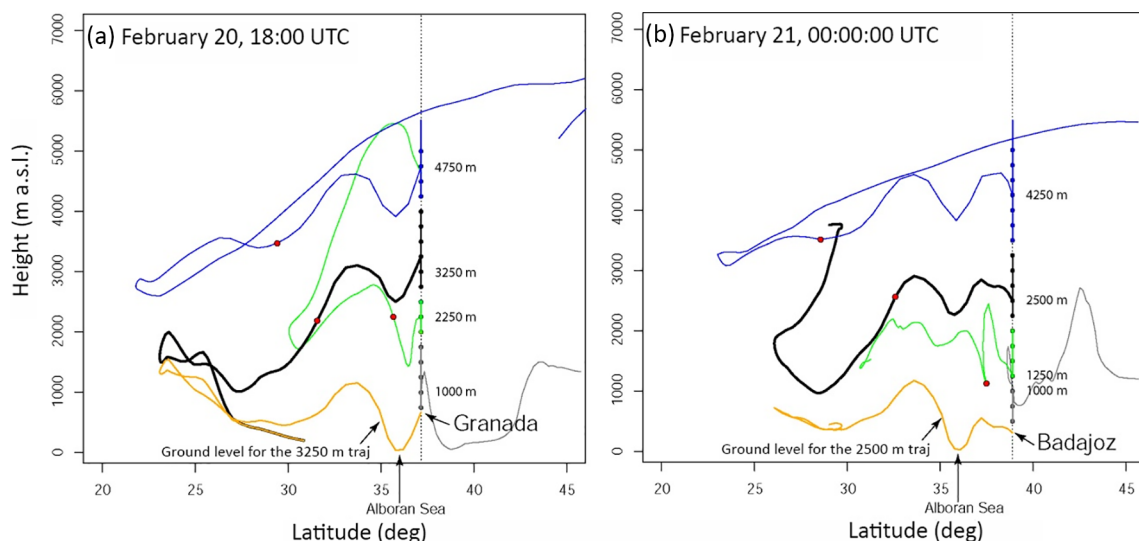 (a) February 20, 18:00 UTC
Height (m a.s.l.)
7000
6000
5000
4000
3000
2000
1000
0
4750 m
3250 m
2250 m
1000 m
Granada
Ground level for the 3250 m traj
20 25 30 35 40 45
Alboran Sea
Latitude (deg)
(b) February 21, 00:00:00 UTC
7000
6000
5000
4000
3000
2000
1000
0
4250 m
2500 m
1250 m
1000 m
Badajoz
Ground level for the 2500 m traj
20 25 30 35 40 45
Alboran Sea
Latitude (deg)